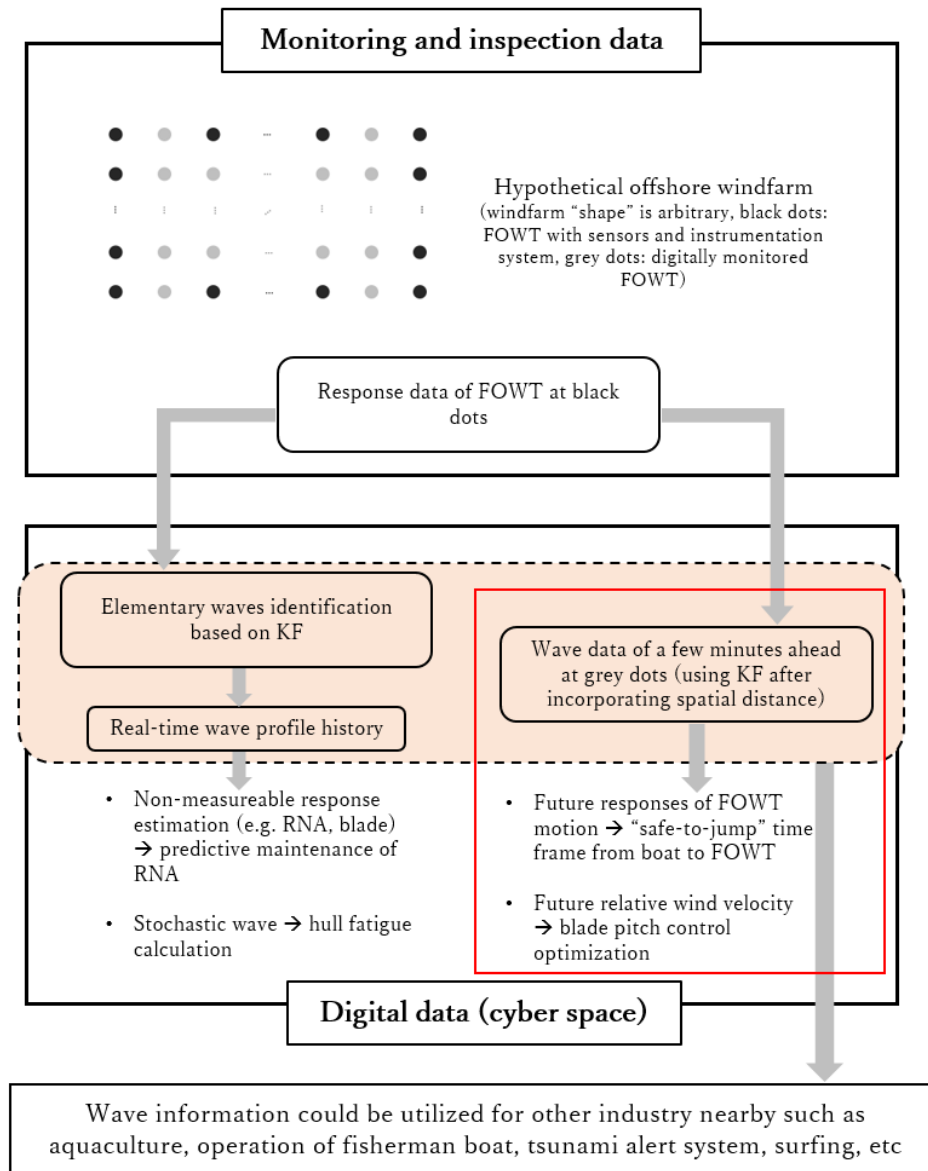 Monitoring and inspection data
Hypothetical offshore windfarm
(windfarm “shape” is arbitrary, black dots:
FOWT with sensors and instrumentation
system, grey dots: digitally monitored
FOWT)
Response data of FOWT at black
dots
Elementary waves identification
based on KF
Real-time wave profile history
• Non-measureable response
estimation (e.g. RNA, blade)
→ predictive maintenance of
RNA
• Stochastic wave → hull fatigue
calculation
Wave data of a few minutes ahead
at grey dots (using KF after
incorporating spatial distance)
• Future responses of FOWT
motion → “safe-to-jump” time
frame from boat to FOWT
• Future relative wind velocity
→ blade pitch control
optimization
Digital data (cyber space)
Wave information could be utilized for other industry nearby such as
aquaculture, operation of fisherman boat, tsunami alert system, surfing, etc